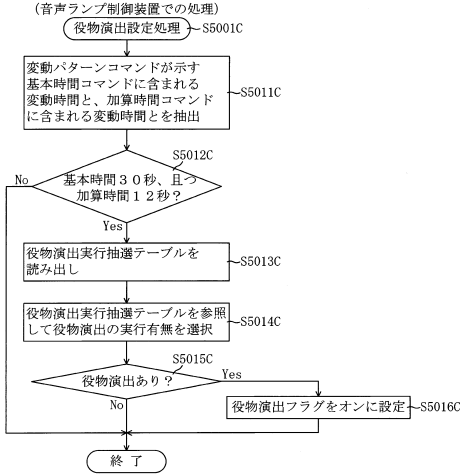 (音声ランプ制御装置での処理)
役物演出設定処理
S5001C
変動パターンコマンドが示す
基本時間コマンドに含まれる
変動時間と、加算時間コマンド
に含まれる変動時間とを抽出
S5011C
S5012C
No
基本時間30秒、且つ
加算時間12秒?
Yes
役物演出実行抽選テーブルを
読み出し
S5013C
役物演出実行抽選テーブルを参照
して役物演出の実行有無を選択
S5014C
S5015C
役物演出あり?
Yes
No
役物演出フラグをオンに設定
S5016C
終了